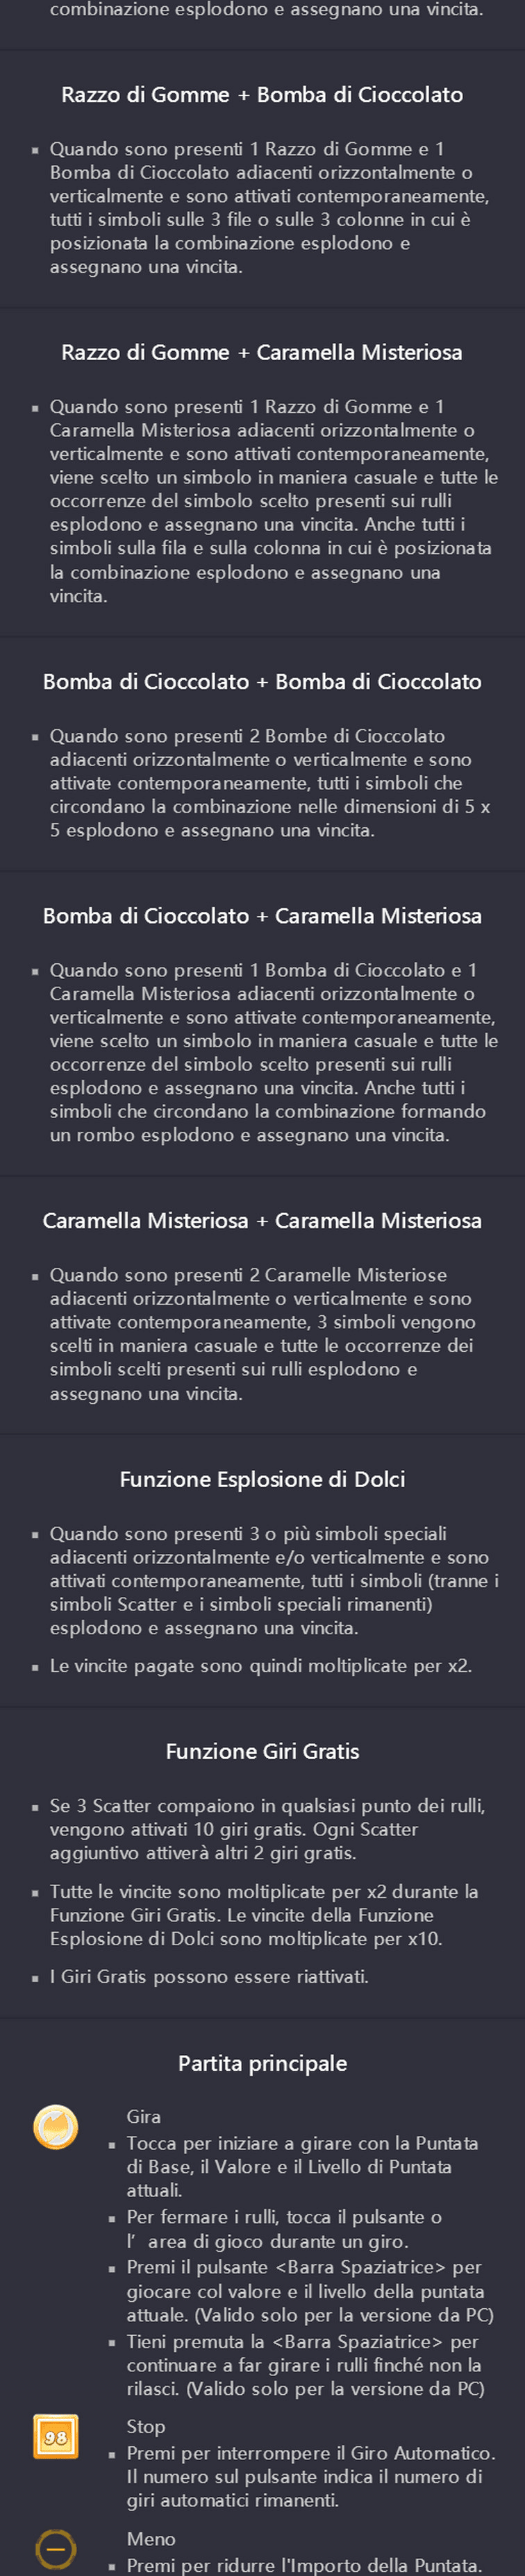 combinazione esplodono e assegnano una vincita.
Razzo di Gomme + Bomba di Cioccolato
Quando sono presenti 1 Razzo di Gomme e 1
Bomba di Cioccolato adiacenti orizzontalmente o
verticalmente e sono attivati contemporaneamente,
tutti i simboli sulle 3 file o sulle 3 colonne in cui è
posizionata la combinazione esplodono e
assegnano una vincita.
Razzo di Gomme + Caramella Misteriosa
Quando sono presenti 1 Razzo di Gomme e 1
Caramella Misteriosa adiacenti orizzontalmente o
verticalmente e sono attivati contemporaneamente,
viene scelto un simbolo in maniera casuale e tutte le
occorrenze del simbolo scelto presenti sui rulli
esplodono e assegnano una vincita. Anche tutti i
simboli sulla fila e sulla colonna in cui è posizionata
la combinazione esplodono e assegnano una
vincita.
Bomba di Cioccolato + Bomba di Cioccolato
Quando sono presenti 2 Bombe di Cioccolato
adiacenti orizzontalmente o verticalmente e sono
attivate contemporaneamente, tutti i simboli che
circondano la combinazione nelle dimensioni di 5 x
5 esplodono e assegnano una vincita.
Bomba di Cioccolato + Caramella Misteriosa
Quando sono presenti 1 Bomba di Cioccolato e 1
Caramella Misteriosa adiacenti orizzontalmente o
verticalmente e sono attivate contemporaneamente,
viene scelto un simbolo in maniera casuale e tutte le
occorrenze del simbolo scelto presenti sui rulli
esplodono e assegnano una vincita. Anche tutti i
simboli che circondano la combinazione formando
un rombo esplodono e assegnano una vincita.
Caramella Misteriosa + Caramella Misteriosa
Quando sono presenti 2 Caramelle Misteriose
adiacenti orizzontalmente o verticalmente e sono
attivate contemporaneamente, 3 simboli vengono
scelti in maniera casuale e tutte le occorrenze dei
simboli scelti presenti sui rulli esplodono e
assegnano una vincita.
Funzione Esplosione di Dolci
Quando sono presenti 3 o più simboli speciali
adiacenti orizzontalmente e/o verticalmente e sono
attivati contemporaneamente, tutti i simboli (tranne i
simboli Scatter e i simboli speciali rimanenti)
esplodono e assegnano una vincita.
Le vincite pagate sono quindi moltiplicate per x2.
Funzione Giri Gratis
Se 3 Scatter compaiono in qualsiasi punto dei rulli,
vengono attivati 10 giri gratis. Ogni Scatter
aggiuntivo attiverà altri 2 giri gratis.
Tutte le vincite sono moltiplicate per x2 durante la
Funzione Giri Gratis. Le vincite della Funzione
Esplosione di Dolci sono moltiplicate per x10.
I Giri Gratis possono essere riattivati.
Partita principale
Gira
Tocca per iniziare a girare con la Puntata
di Base, il Valore e il Livello di Puntata
attuali.
Per fermare i rulli, tocca il pulsante o
l’ area di gioco durante un giro.
Premi il pulsante <Barra Spaziatrice> per
giocare col valore e il livello della puntata
attuale. (Valido solo per la versione da PC)
Tieni premuta la <Barra Spaziatrice> per
continuare a far girare i rulli finché non la
rilasci. (Valido solo per la versione da PC)
98
Stop
Premi per interrompere il Giro Automatico.
Il numero sul pulsante indica il numero di
giri automatici rimanenti.
Meno
Premi per ridurre l'Importo della Puntata.